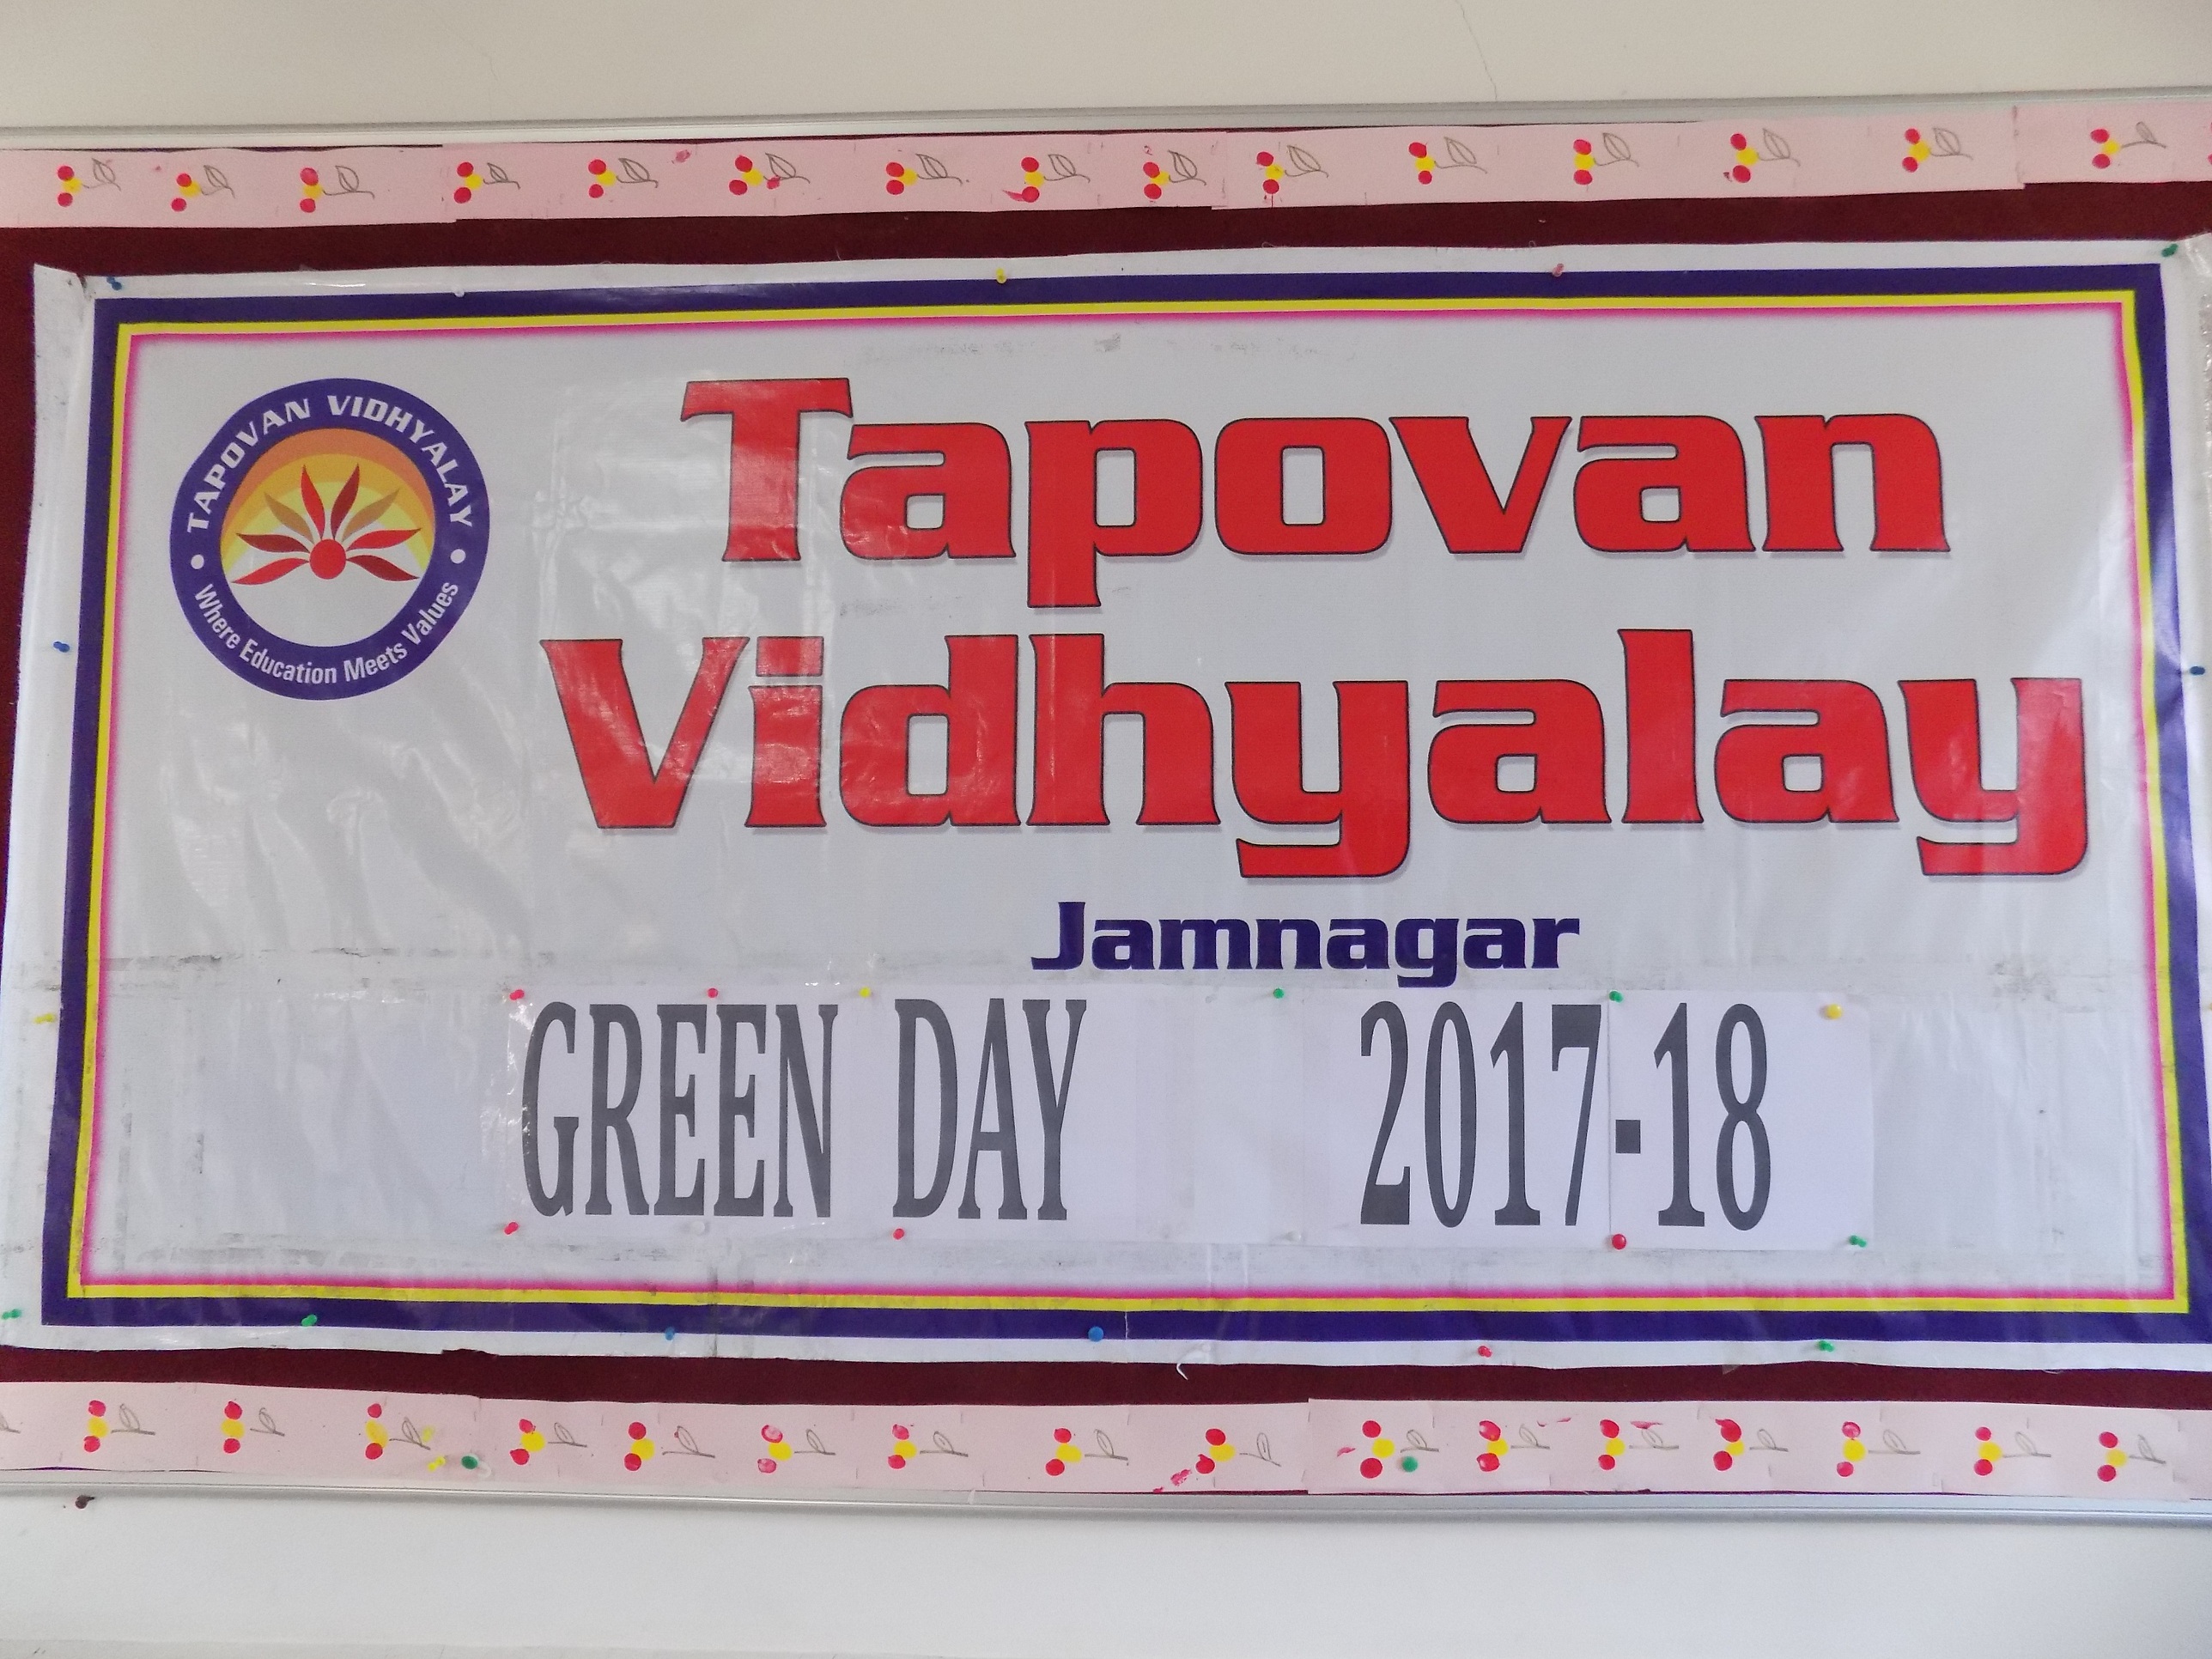 TAPOVAN VIDHYALAY
Where Education Meets Values
Tapovan
Vidhyalay
Jamnagar
GREEN DAY 2017-18